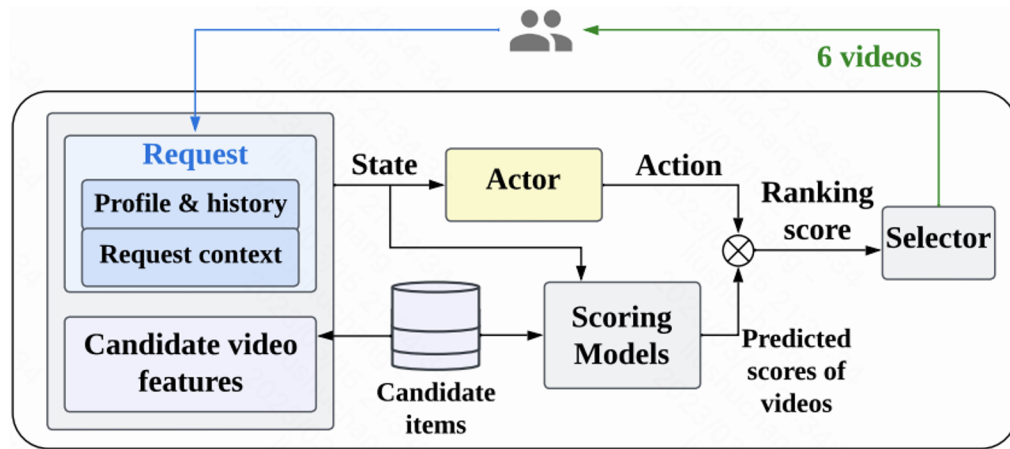 6 videos
Request
Profile & history
Request context
Candidate video
features
State
Actor
Action
Ranking
score
Selector
Scoring
Models
Candidate
items
Predicted
scores of
videos